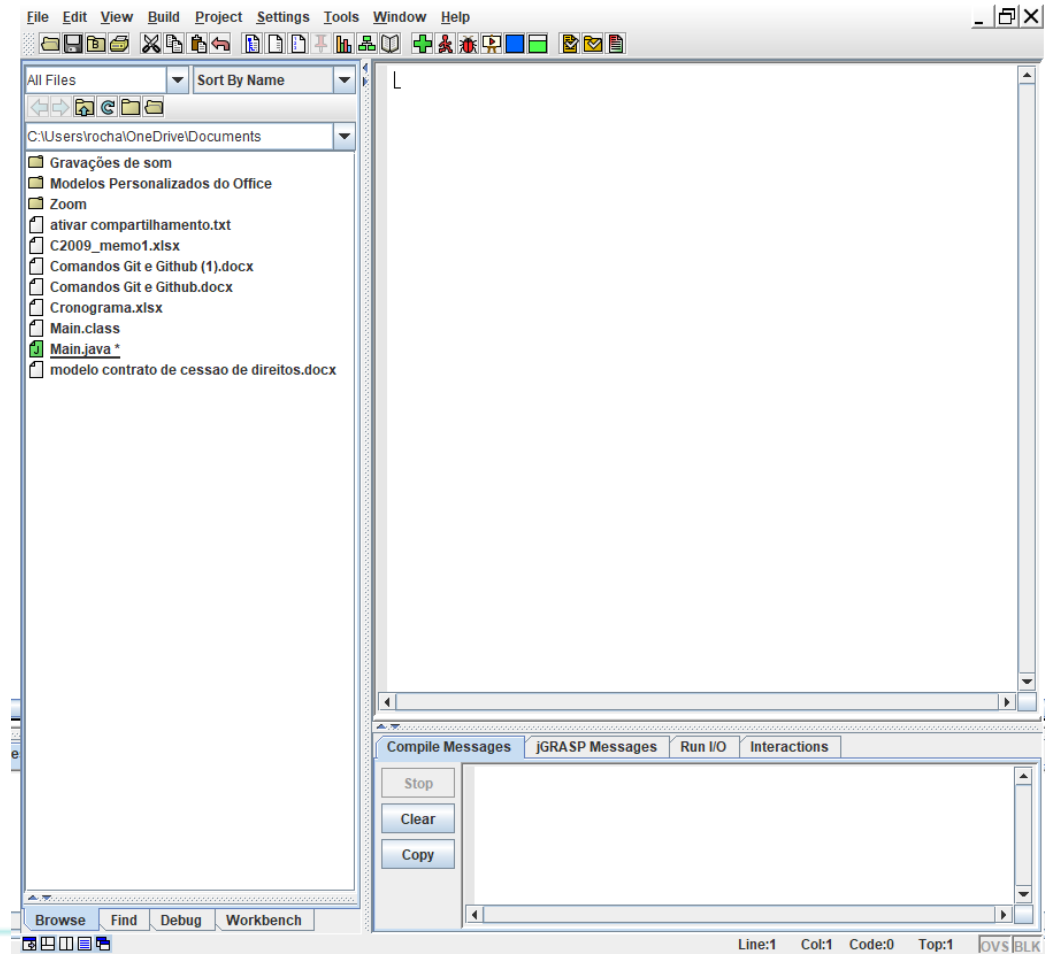 File Edit View Build Project Settings Tools Window Help
All Files Sort By Name
C:\Users\rocha\OneDrive\Documents
Gravações de som
Modelos Personalizados do Office
Zoom
ativar compartilhamento.txt
C2009_memo1.xlsx
Comandos Git e Github (1).docx
Comandos Git e Github.docx
Cronograma.xlsx
Main.class
Main.java *
modelo contrato de cessao de direitos.docx
Compile Messages jGRASP Messages Run I/O Interactions
Stop
Clear
Copy
Browse Find Debug Workbench
Line:1 Col:1 Code:0 Top:1 OVS BLK